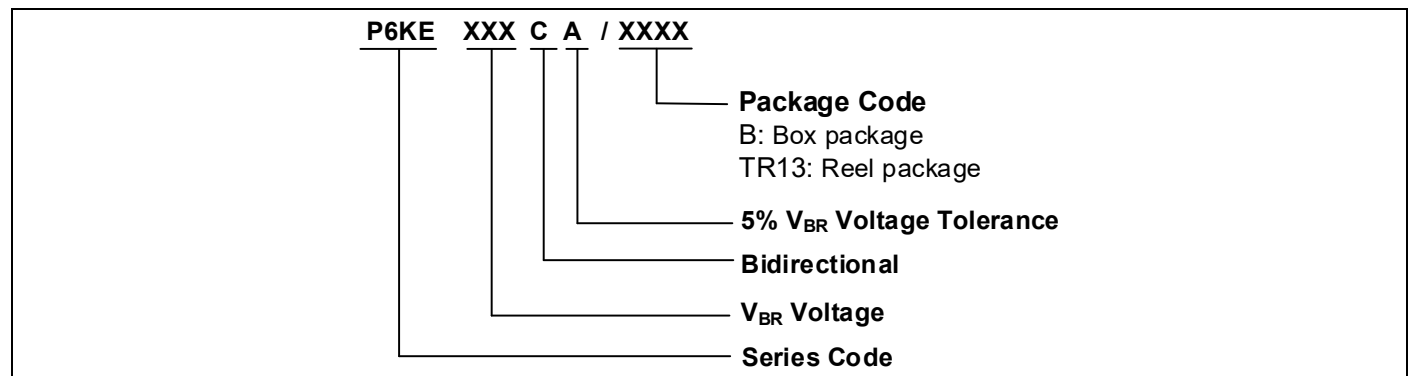 P6KE XXX C A / XXXX
Package Code
B: Box package
TR13: Reel package
5% VBR Voltage Tolerance
Bidirectional
VBR Voltage
Series Code